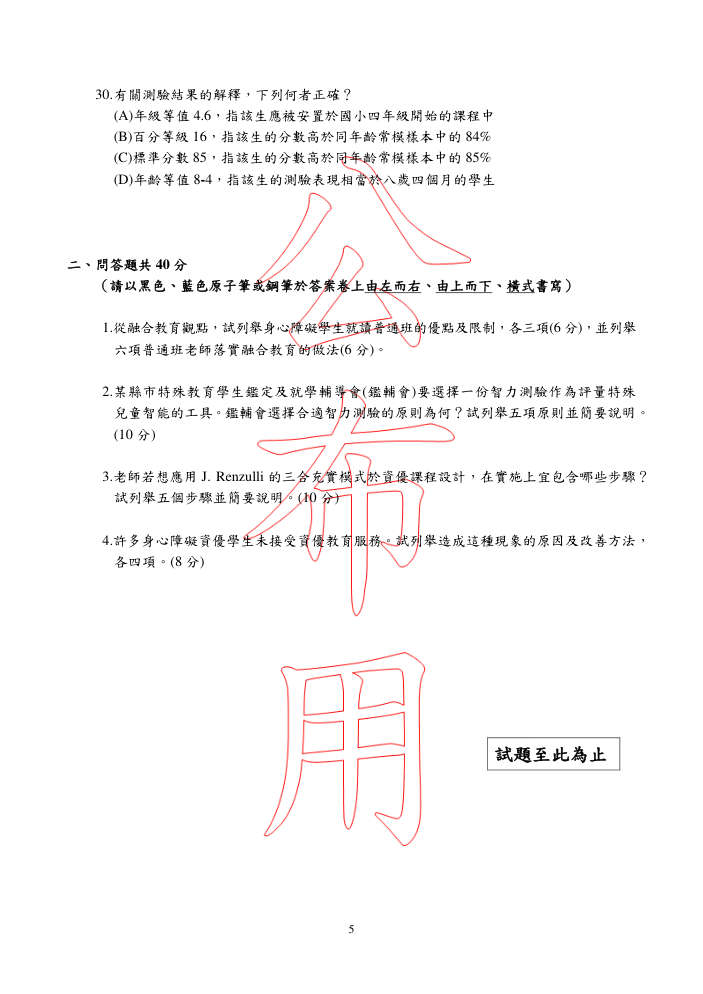 30.有關測驗結果的解釋，下列何者正確？
(A)年級等值 4.6，指該生應被安置於國小四年級開始的課程中
(B)百分等級 16，指該生的分數高於同年齡常模樣本中的 84%
(C)標準分數 85，指該生的分數高於同年齡常模樣本中的 85%
(D)年齡等值 8-4，指該生的測驗表現相當於八歲四個月的學生
二、問答題共 40 分
（請以黑色、藍色原子筆或鋼筆於答案卷上由左而右、由上而下、橫式書寫）
1.從融合教育觀點，試列舉身心障礙學生就讀普通班的優點及限制，各三項(6 分)，並列舉
六項普通班老師落實融合教育的做法(6 分)。
2.某縣市特殊教育學生鑑定及就學輔導會(鑑輔會)要選擇一份智力測驗作為評量特殊
兒童智能的工具。鑑輔會選擇合適智力測驗的原則為何？試列舉五項原則並簡要說明。
(10 分)
3.老師若想應用 J. Renzulli 的三合充實模式於資優課程設計，在實施上宜包含哪些步驟？
試列舉五個步驟並簡要說明。(10 分)
4.許多身心障礙資優學生未接受資優教育服務。試列舉造成這種現象的原因及改善方法，
各四項。(8 分)
公布用
試題至此為止
5